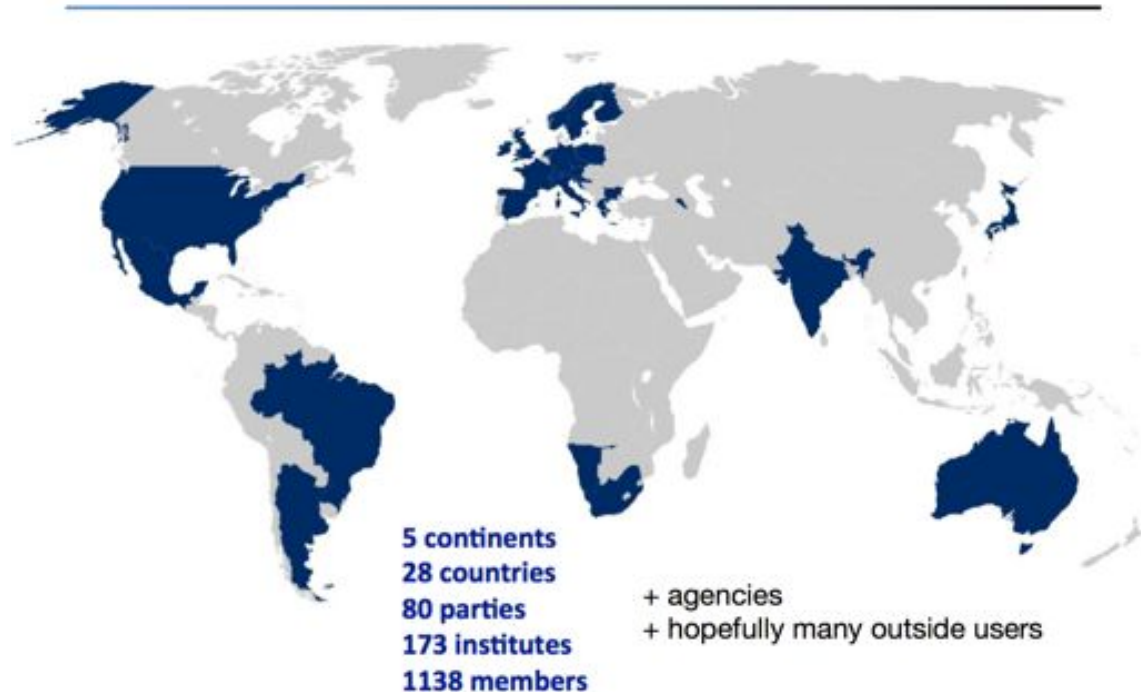 5 continents
28 countries
80 parties
173 institutes
1138 members
+ agencies
+ hopefully many outside users